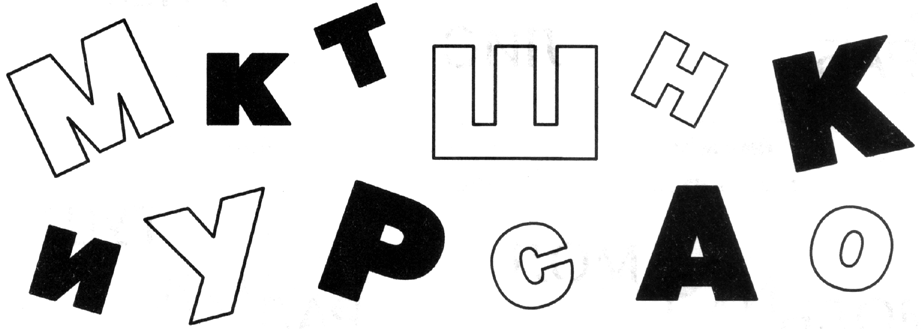 М К Т Ш Н К
И У Р С А О